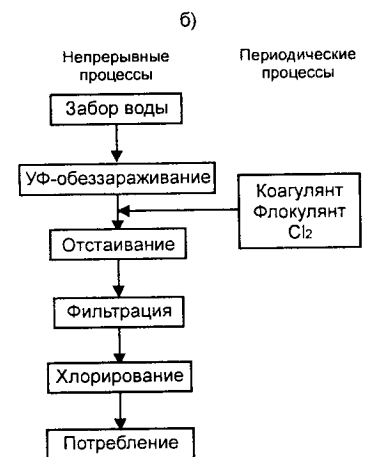 б)
Непрерывные
процессы
Периодические
процессы
Забор воды
УФ-обеззараживание
Коагулянт
Флокулянт
Cl₂
Отстаивание
Фильтрация
Хлорирование
Потребление